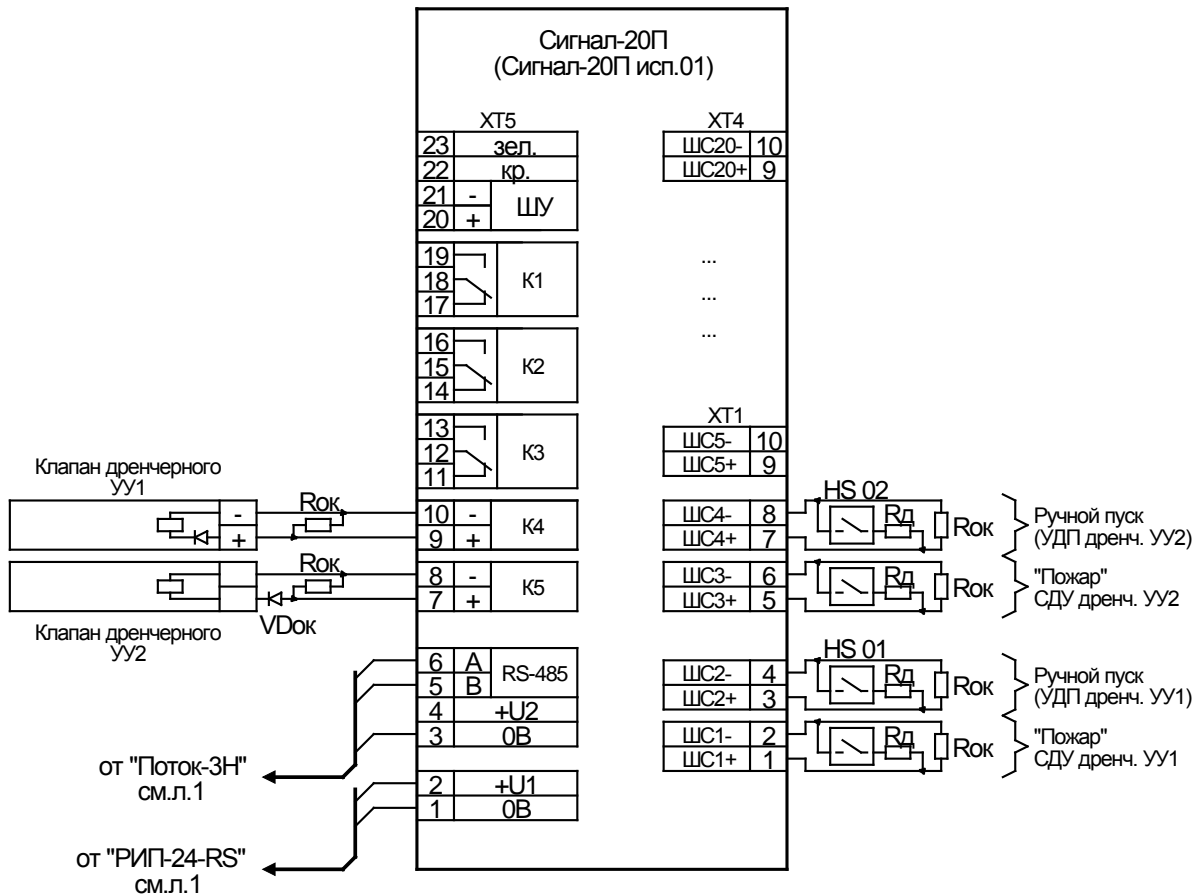 Сигнал-20П
(Сигнал-20П исп.01)
XT5
23 зел.
22 кр.
21 -
20 +
ШУ
19
18
17
К1
16
15
14
К2
13
12
11
К3
10 -
9 +
К4
8 -
7 +
К5
6 A
5 B
RS-485
4 +U2
3 0В
2 +U1
1 0В
XT4
ШС20- 10
ШС20+ 9
...
...
...
XT1
ШС5- 10
ШС5+ 9
ШС4- 8
ШС4+ 7
ШС3- 6
ШС3+ 5
ШС2- 4
ШС2+ 3
ШС1- 2
ШС1+ 1
Клапан дренчерного
УУ1
-
+
Rок
Rок
VDок
Клапан дренчерного
УУ2
от "Поток-3Н"
см.л.1
от "РИП-24-RS"
см.л.1
HS 02
Rд
Rок
Ручной пуск
(УДП дренч. УУ2)
Rд
Rок
"Пожар"
СДУ дренч. УУ2
HS 01
Rд
Rок
Ручной пуск
(УДП дренч. УУ1)
Rд
Rок
"Пожар"
СДУ дренч. УУ1